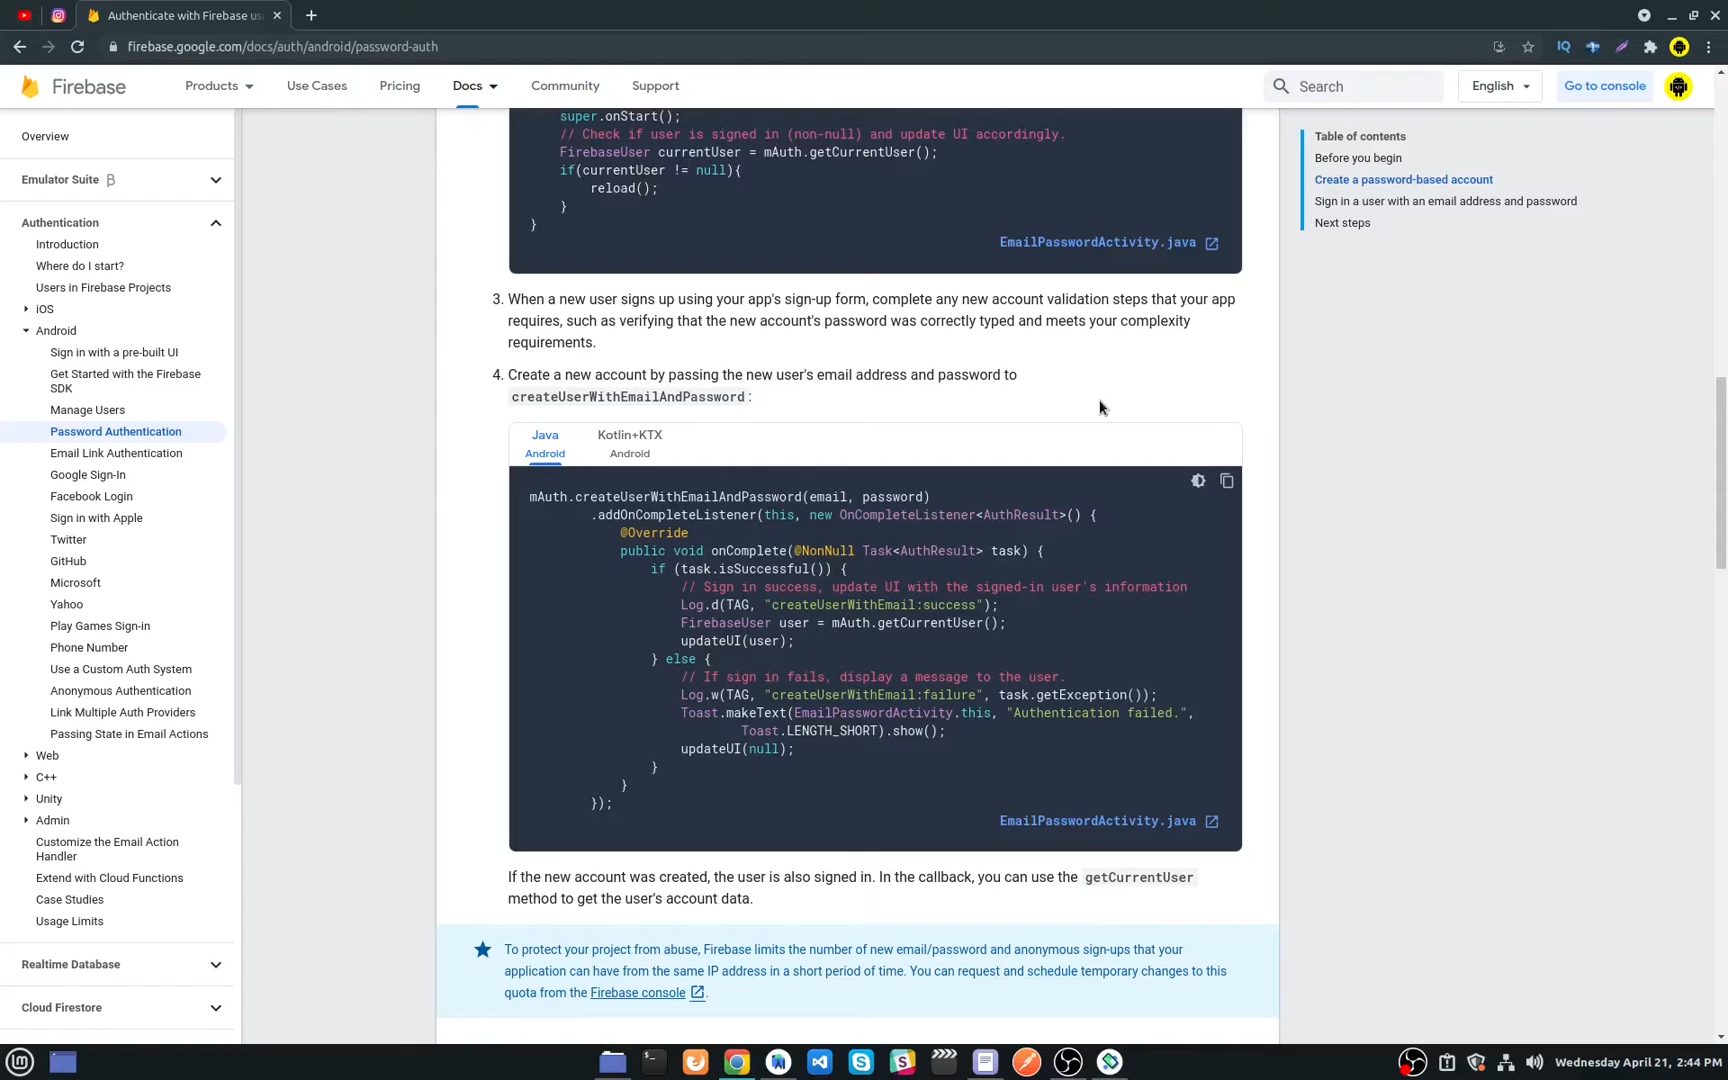 Authenticate with Firebase us
firebase.google.com/docs/auth/android/password-auth
IQ
Firebase
Products
Use Cases
Pricing
Docs
Community
Support
Search
English
Go to console
Overview
Emulator Suite β
Authentication
Introduction
Where do I start?
Users in Firebase Projects
iOS
Android
Sign in with a pre-built UI
Get Started with the Firebase
SDK
Manage Users
Password Authentication
Email Link Authentication
Google Sign-In
Facebook Login
Sign in with Apple
Twitter
GitHub
Microsoft
Yahoo
Play Games Sign-in
Phone Number
Use a Custom Auth System
Anonymous Authentication
Link Multiple Auth Providers
Passing State in Email Actions
Web
C++
Unity
Admin
Customize the Email Action
Handler
Extend with Cloud Functions
Case Studies
Usage Limits
Realtime Database
Cloud Firestore
super.onStart();
// Check if user is signed in (non-null) and update UI accordingly.
FirebaseUser currentUser = mAuth.getCurrentUser();
if(currentUser != null){
reload();
}
}
EmailPasswordActivity.java
3. When a new user signs up using your app's sign-up form, complete any new account validation steps that your app
requires, such as verifying that the new account's password was correctly typed and meets your complexity
requirements.
4. Create a new account by passing the new user's email address and password to
createUserWithEmailAndPassword:
Java
Android
Kotlin+KTX
Android
mAuth.createUserWithEmailAndPassword(email, password)
.addOnCompleteListener(this, new OnCompleteListener<AuthResult>() {
@Override
public void onComplete(@NonNull Task<AuthResult> task) {
if (task.isSuccessful()) {
// Sign in success, update UI with the signed-in user's information
Log.d(TAG, "createUserWithEmail:success");
FirebaseUser user = mAuth.getCurrentUser();
updateUI(user);
} else {
// If sign in fails, display a message to the user.
Log.w(TAG, "createUserWithEmail:failure", task.getException());
Toast.makeText(EmailPasswordActivity.this, "Authentication failed.",
Toast.LENGTH_SHORT).show();
updateUI(null);
}
}
});
EmailPasswordActivity.java
If the new account was created, the user is also signed in. In the callback, you can use the getCurrentUser
method to get the user's account data.
To protect your project from abuse, Firebase limits the number of new email/password and anonymous sign-ups that your
application can have from the same IP address in a short period of time. You can request and schedule temporary changes to this
quota from the Firebase console.
Table of contents
Before you begin
Create a password-based account
Sign in a user with an email address and password
Next steps
Wednesday April 21, 2:44 PM